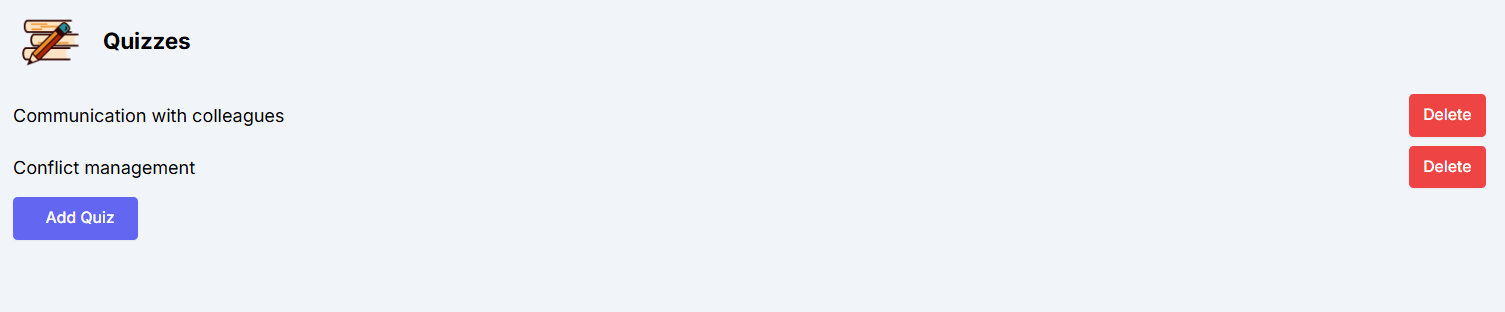 Quizzes
Communication with colleagues Delete
Conflict management Delete
Add Quiz